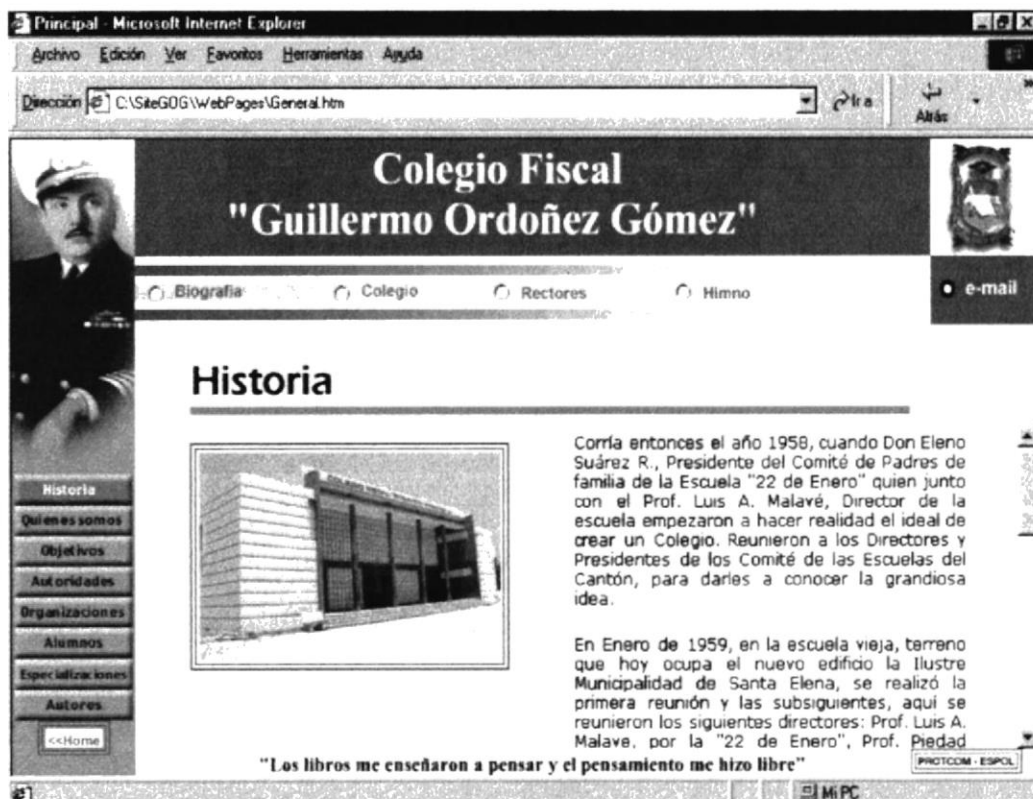 Principal - Microsoft Internet Explorer
Archivo Edición Ver Favoritos Herramientas Ayuda
Dirección C:\SiteGOG\WebPages\General.htm Ir a Atrás
Colegio Fiscal
"Guillermo Ordoñez Gómez"
Biografia Colegio Rectores Himno e-mail
Historia
Corría entonces el año 1958, cuando Don Eleno
Suárez R., Presidente del Comité de Padres de
familia de la Escuela "22 de Enero" quien junto
con el Prof. Luis A. Malavé, Director de la
escuela empezaron a hacer realidad el ideal de
crear un Colegio. Reunieron a los Directores y
Presidentes de los Comité de las Escuelas del
Cantón, para darles a conocer la grandiosa
idea.
En Enero de 1959, en la escuela vieja, terreno
que hoy ocupa el nuevo edificio la Ilustre
Municipalidad de Santa Elena, se realizó la
primera reunión y las subsiguientes, aquí se
reunieron los siguientes directores: Prof. Luis A.
Malave, por la "22 de Enero", Prof. Piedad
Historia
Quienes somos
Objetivos
Autoridades
Organizaciones
Alumnos
Especializaciones
Autores
<<Home
"Los libros me enseñaron a pensar y el pensamiento me hizo libre"
PROTCOM - ESPOL
Mi PC